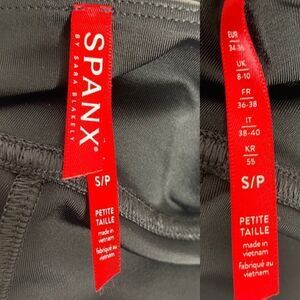 SPANX®
BY SARA BLAKELY
S/P
PETITE
TAILLE
made in
vietnam
fabriqué au
vietnam
EUR
34-36
UK
8-10
FR
36-38
IT
38-40
KR
55
S/P
PETITE
TAILLE
made in
vietnam
fabriqué au
vietnam